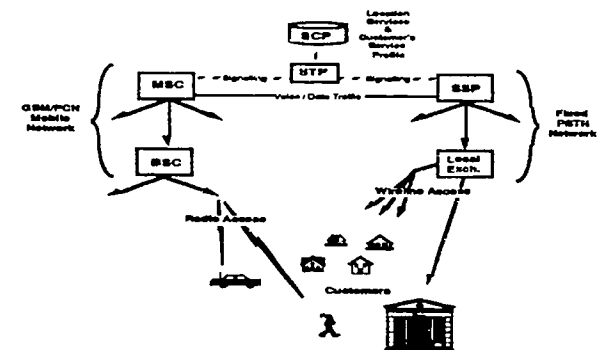 Location
Services
&
Customer's
Service
Profile
SCP
STP
MSC
Signalling
Signalling
SSP
Voice / Data Traffic
GSM/PCN
Mobile
Network
Fixed
PSTN
Network
BSC
Local
Exch.
Wireline Access
Radio Access
Customers